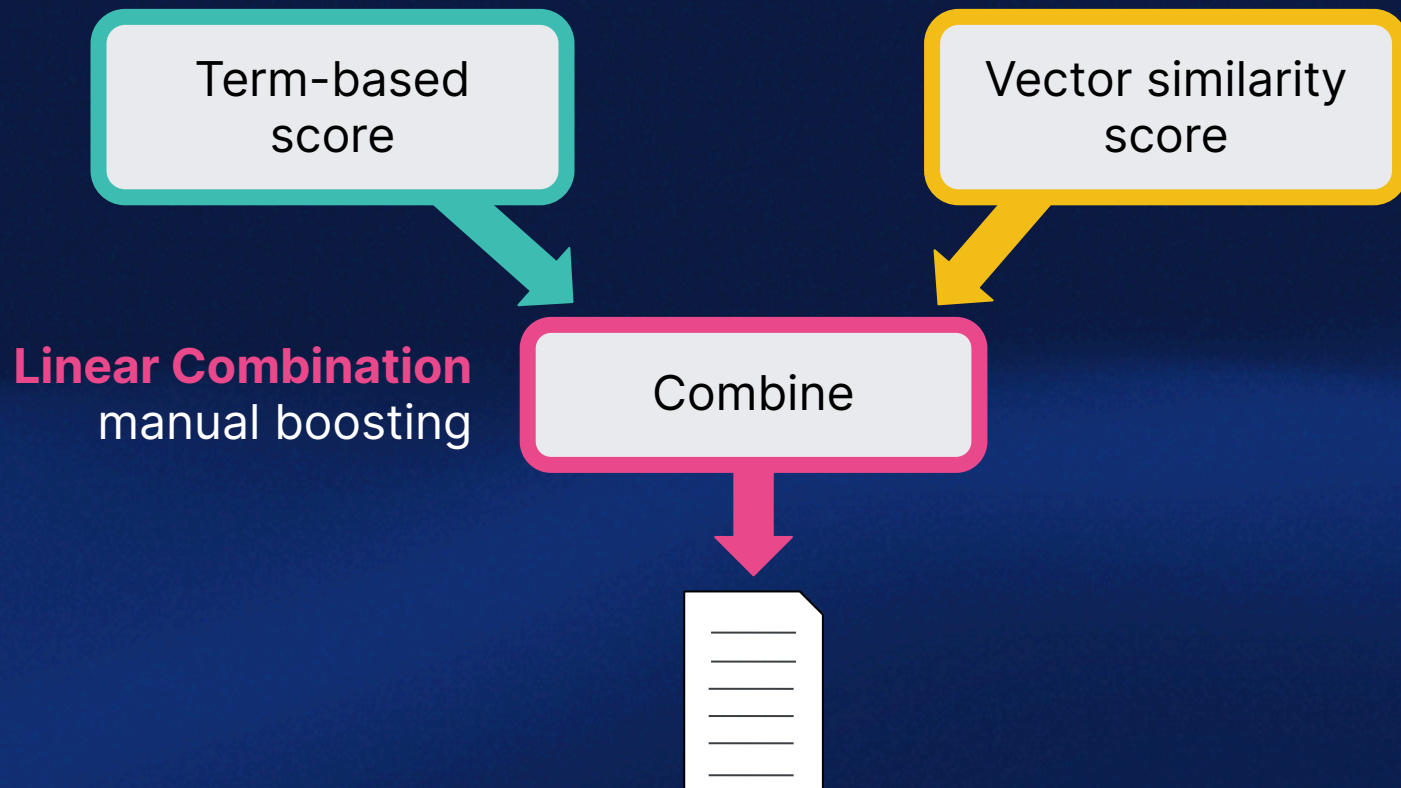 Term-based
score
Vector similarity
score
Linear Combination
manual boosting
Combine